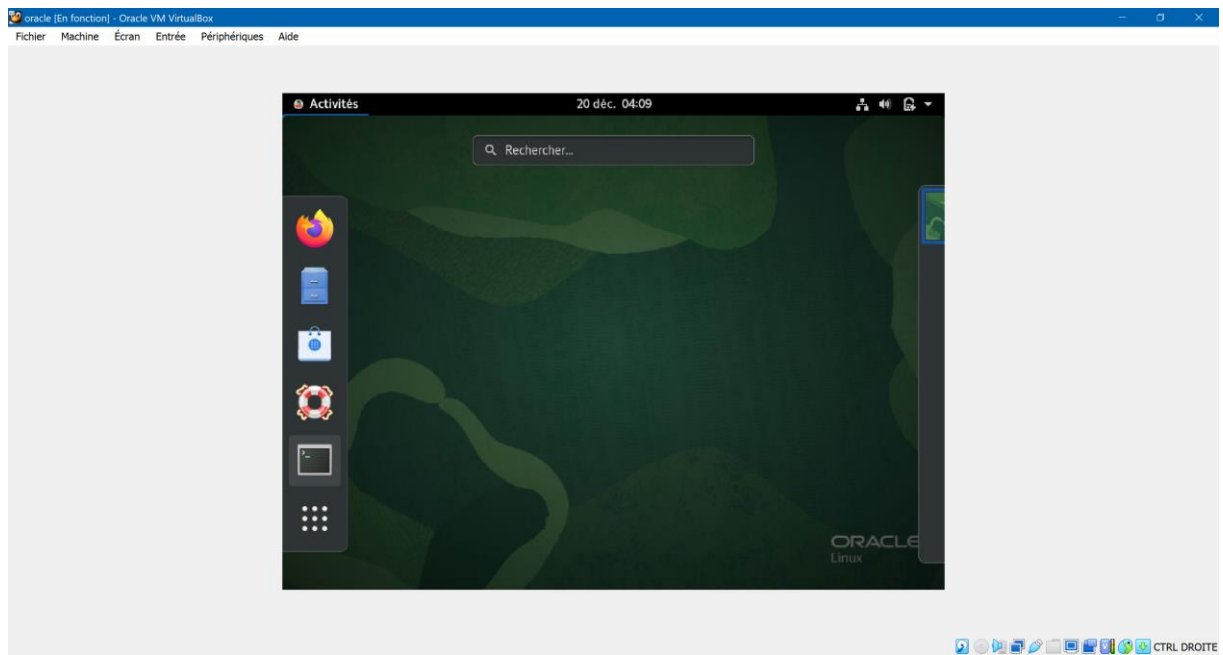 oracle [En fonction] - Oracle VM VirtualBox
Fichier Machine Écran Entrée Périphériques Aide
Activités 20 déc. 04:09
Rechercher...
ORACLE
Linux
CTRL DROITE